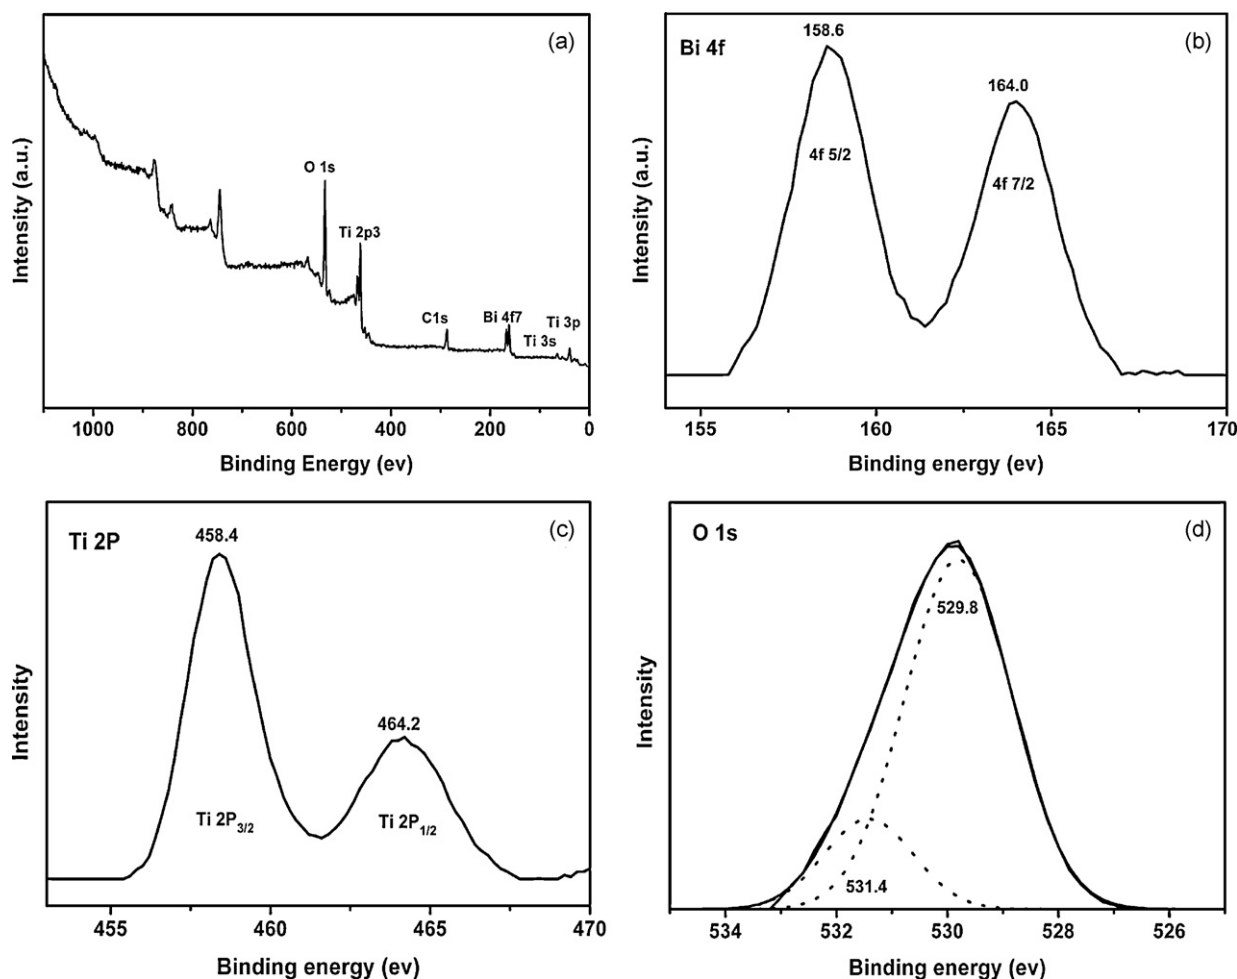 (a)
O 1s
Ti 2p3
C1s
Bi 4f7
Ti 3p
Ti 3s
Intensity (a.u.)
1000 800 600 400 200 0
Binding Energy (ev)
(b)
Bi 4f
158.6
164.0
4f 5/2
4f 7/2
Intensity (a.u.)
155 160 165 170
Binding energy (ev)
(c)
Ti 2P
458.4
464.2
Ti 2P3/2
Ti 2P1/2
Intensity
455 460 465 470
Binding energy (ev)
(d)
O 1s
529.8
531.4
Intensity
534 532 530 528 526
Binding energy (ev)